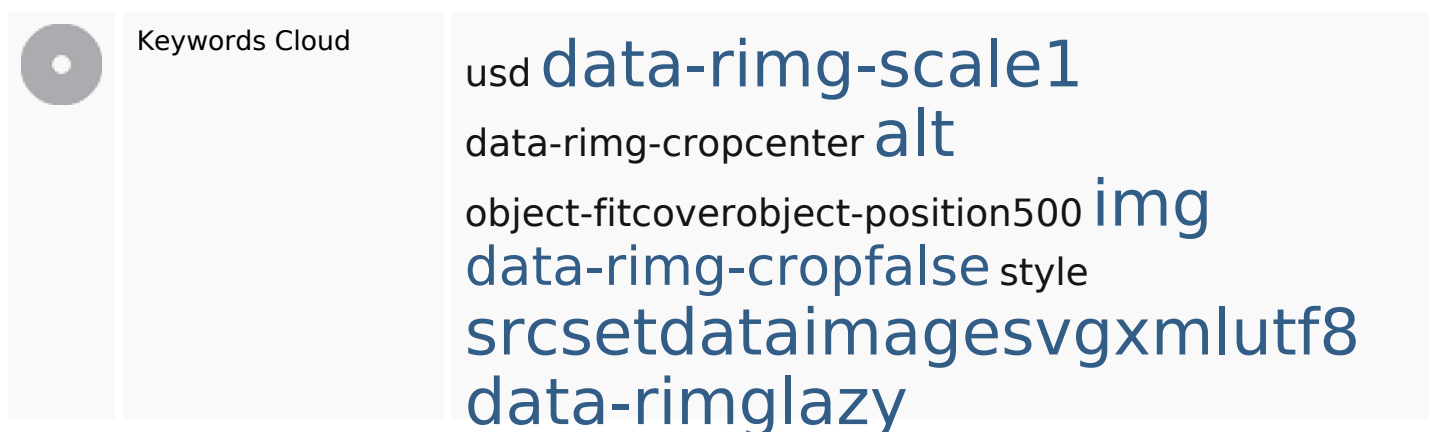 Keywords Cloud
usd data-rimg-scale1
data-rimg-cropcenter alt
object-fitcoverobject-position500 img
data-rimg-cropfalse style
srcsetdataimagesvgxmlutf8
data-rimglazy